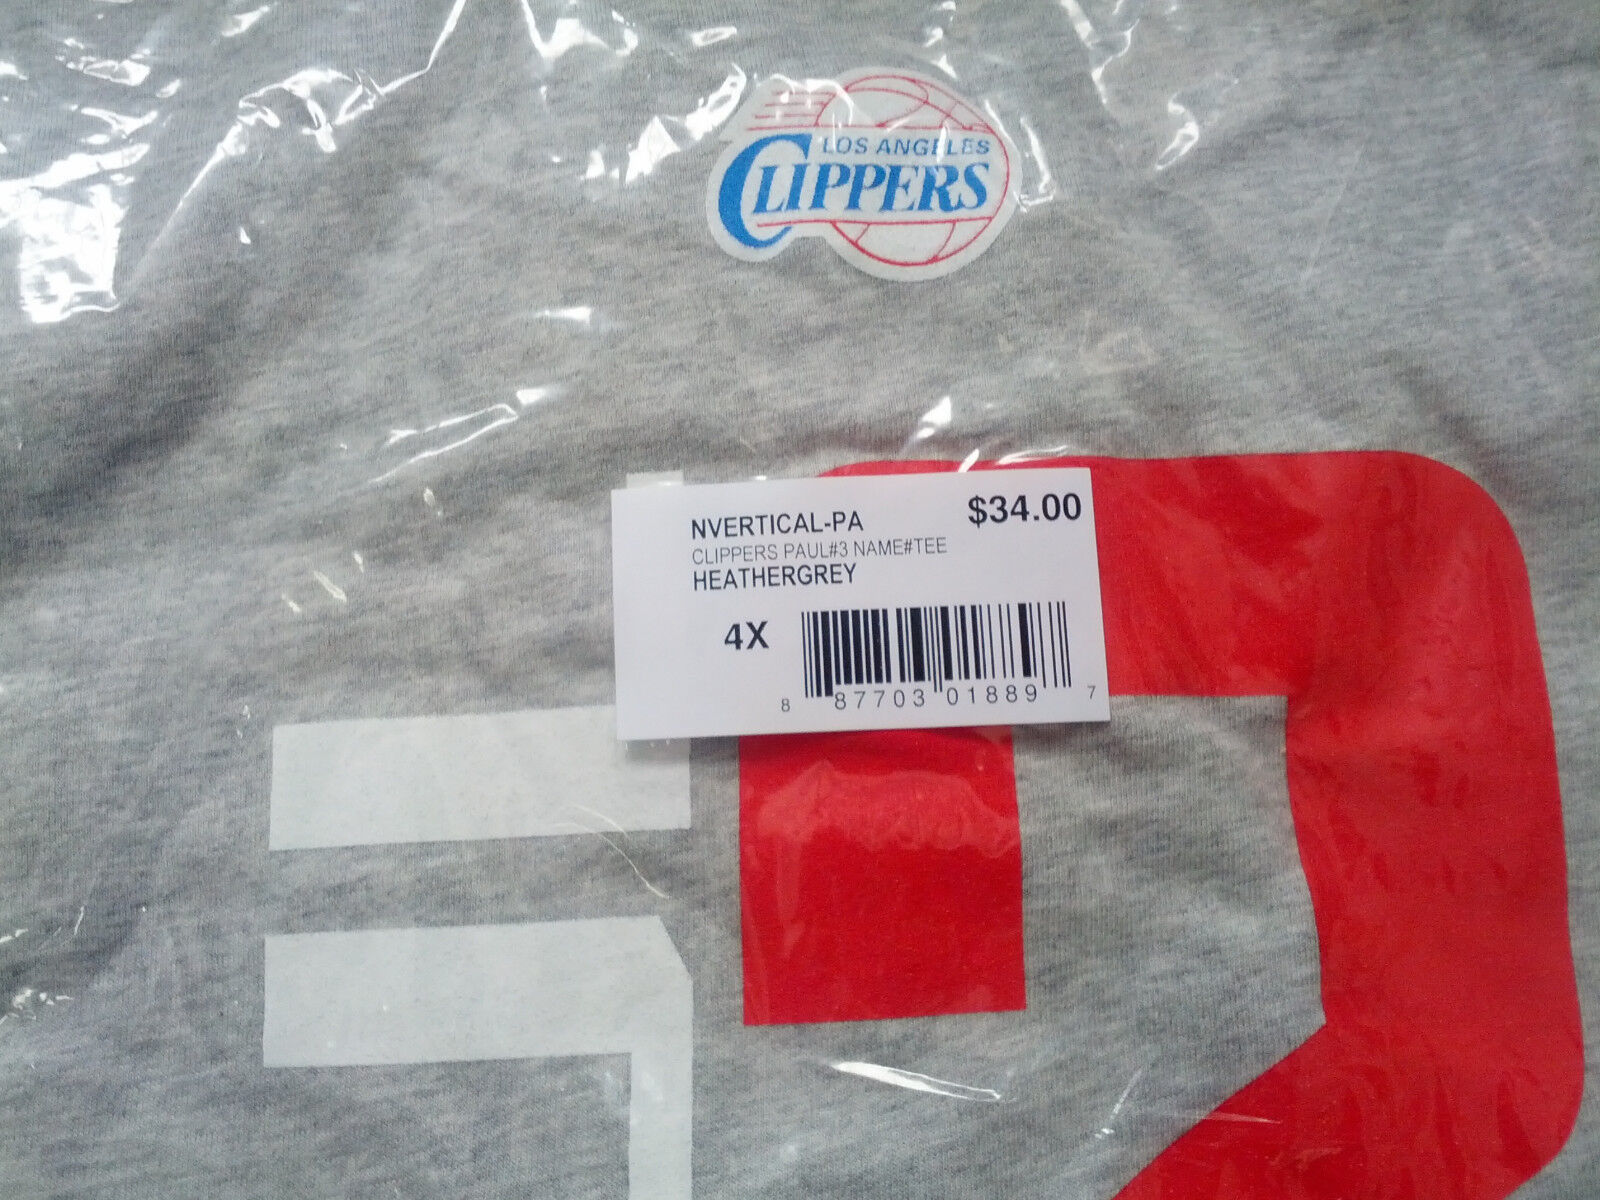 LOS ANGELES
CLIPPERS
NVERTICAL-PA
$34.00
CLIPPERS PAUL#3 NAME#TEE
HEATHERGREY
4X
8 87703 01889 7